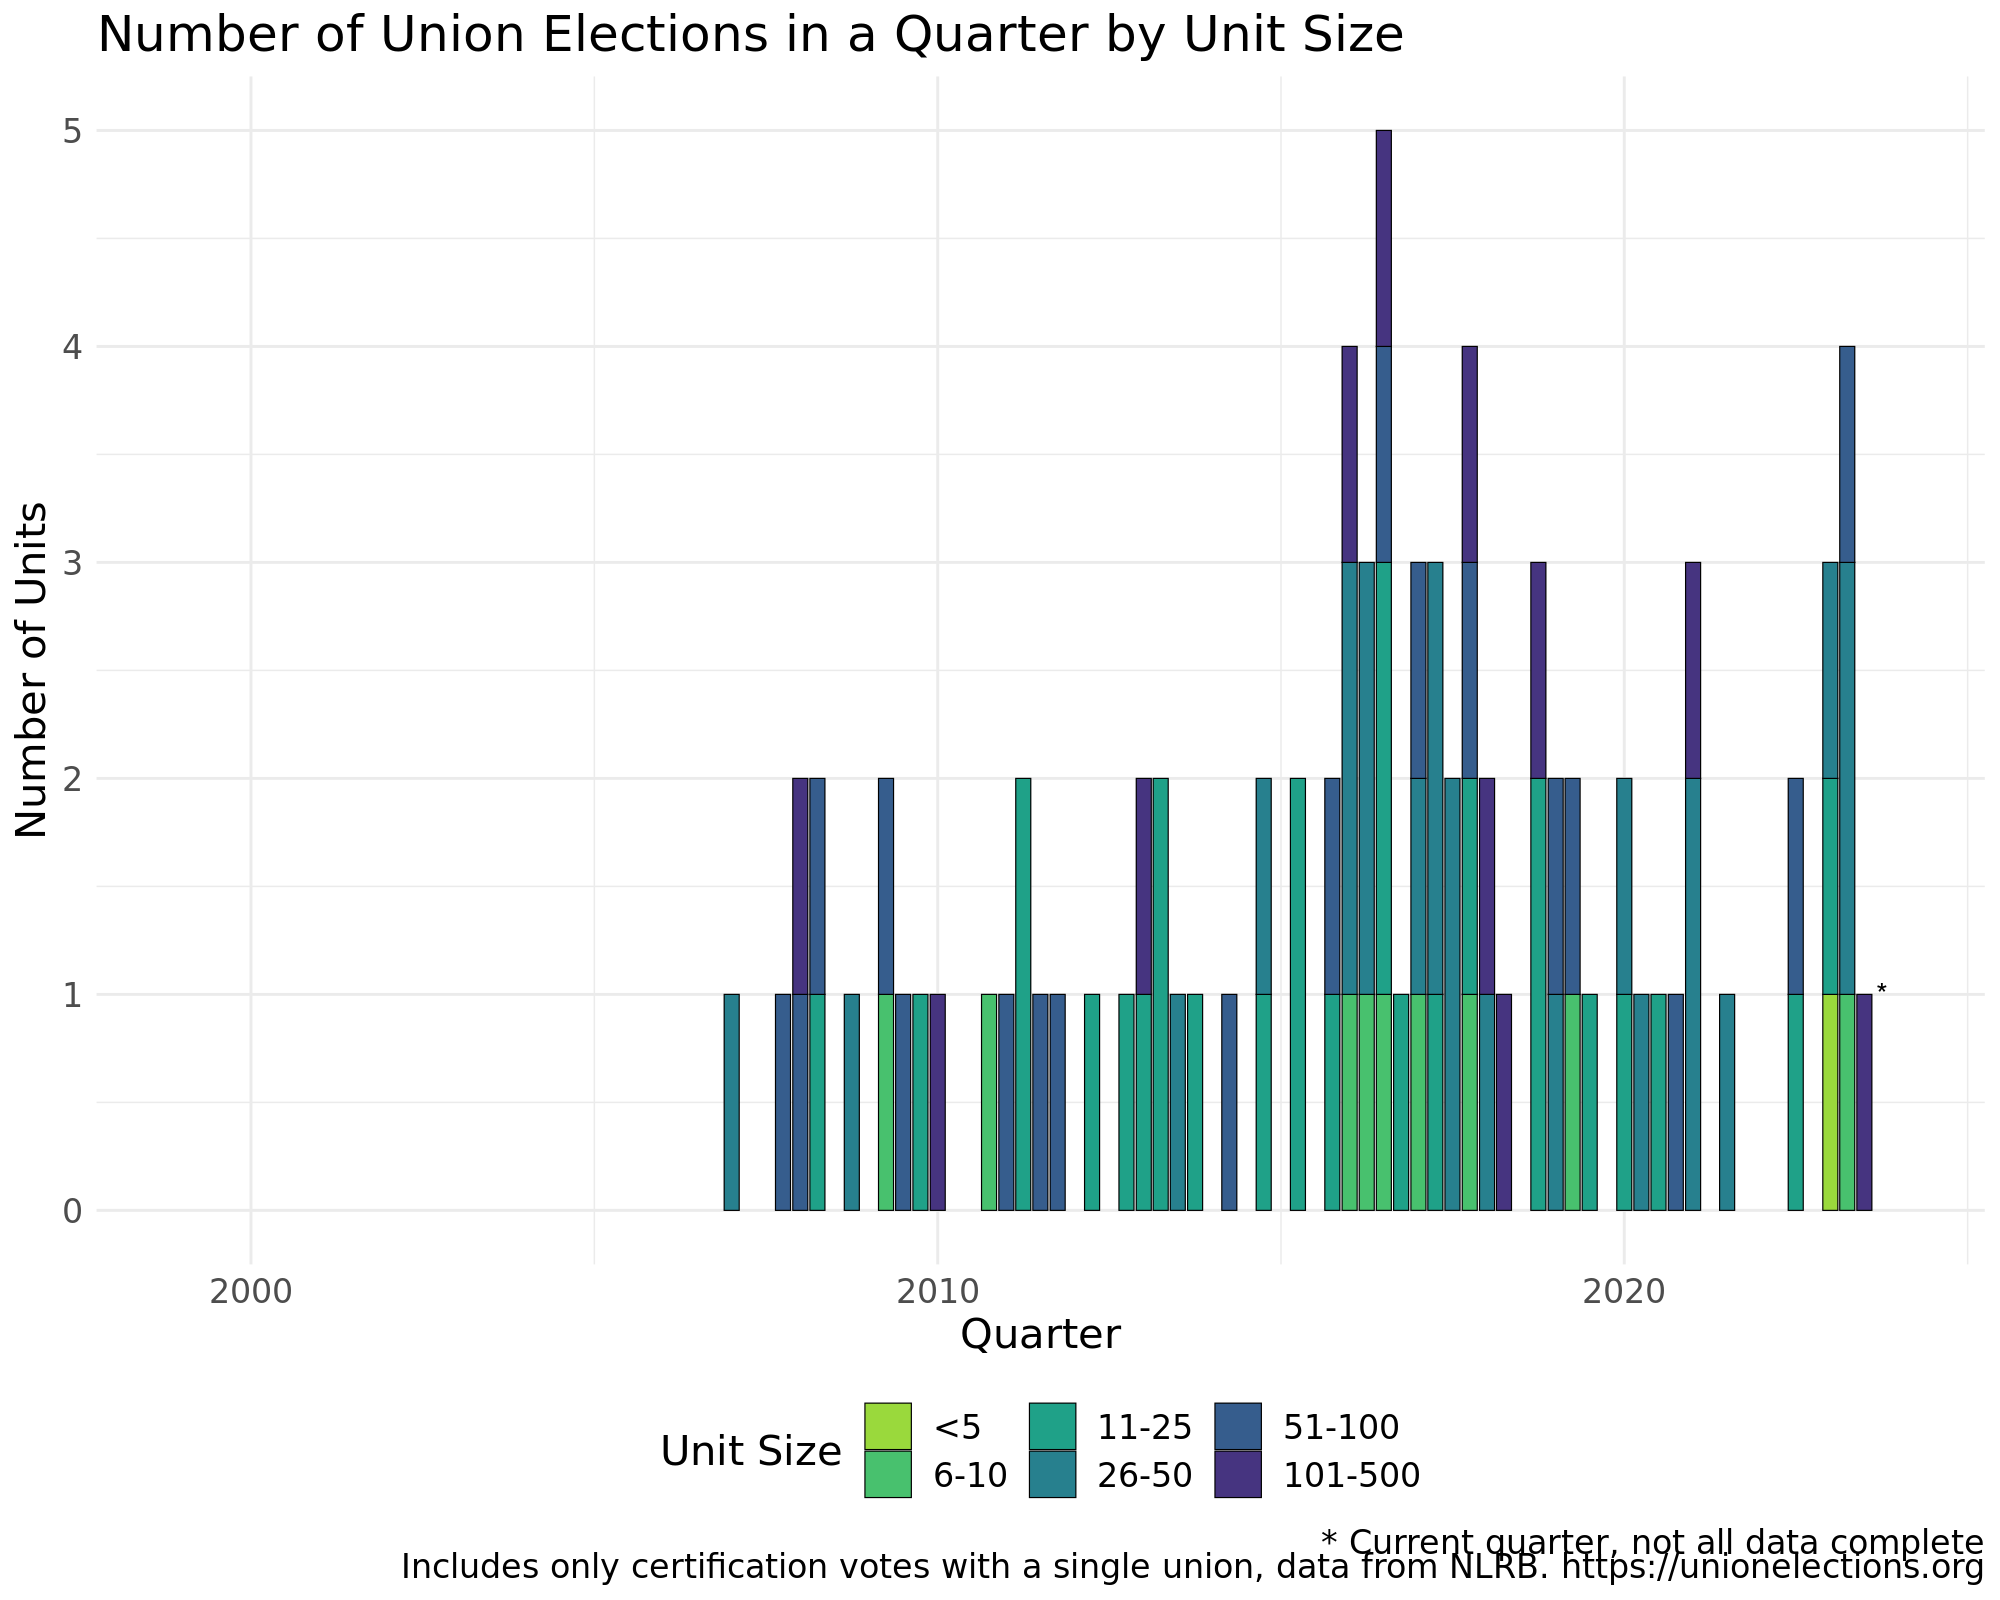 Number of Union Elections in a Quarter by Unit Size
Number of Units
5
4
3
2
1
0
*
2000 2010 2020
Quarter
Unit Size
<5 11-25 51-100
6-10 26-50 101-500
* Current quarter, not all data complete
Includes only certification votes with a single union, data from NLRB. https://unionelections.org